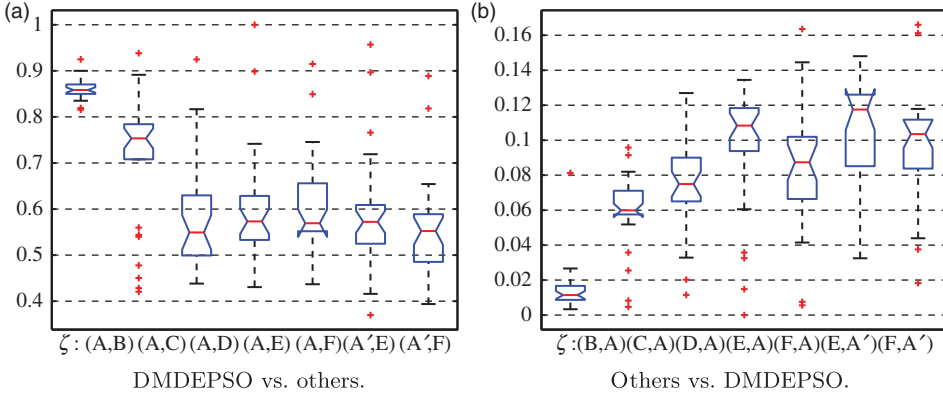 (a)
1
0.9
0.8
0.7
0.6
0.5
0.4
ζ : (A,B) (A,C) (A,D) (A,E) (A,F) (A′,E) (A′,F)
DMDEPSO vs. others.
(b)
0.16
0.14
0.12
0.1
0.08
0.06
0.04
0.02
0
ζ :(B,A)(C,A)(D,A)(E,A)(F,A)(E,A′)(F,A′)
Others vs. DMDEPSO.